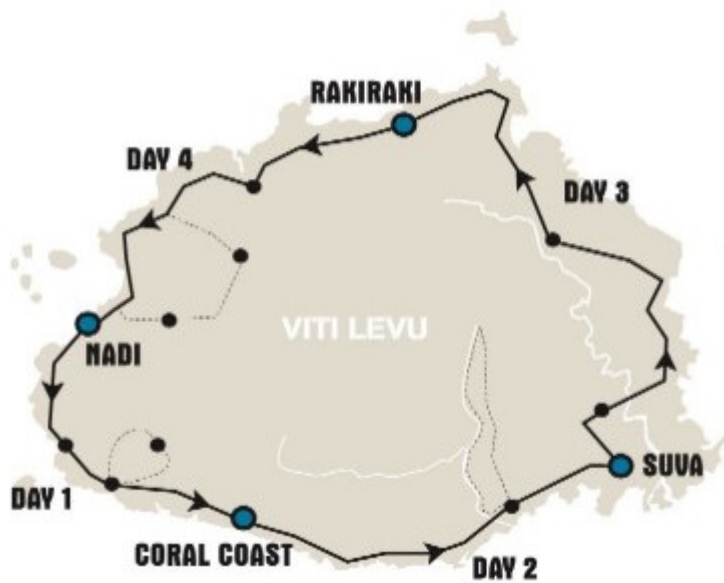 RAKIRAKI
DAY 4
DAY 3
VITI LEVU
NADI
SUVA
DAY 1
CORAL COAST
DAY 2